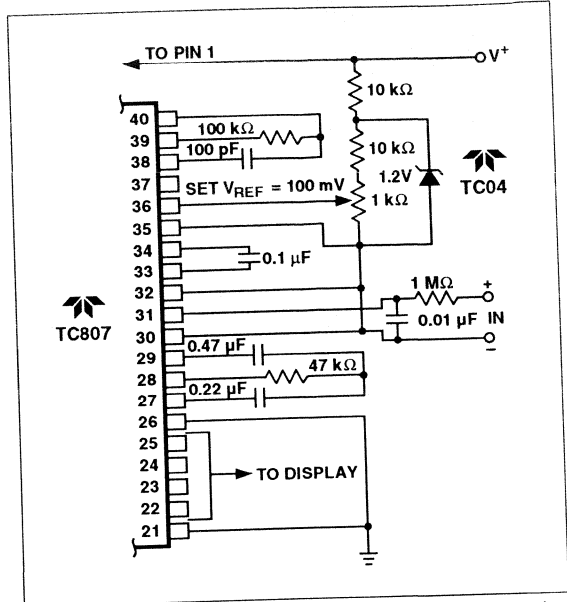 TO PIN 1
V+
10 kΩ
40
39
100 kΩ
38
100 pF
10 kΩ
37
1.2V
TC04
36
SET VREF = 100 mV
1 kΩ
35
34
0.1 µF
33
32
1 MΩ
+
31
0.01 µF
IN
TC807
30
–
29
0.47 µF
28
47 kΩ
27
0.22 µF
26
25
24
TO DISPLAY
23
22
21